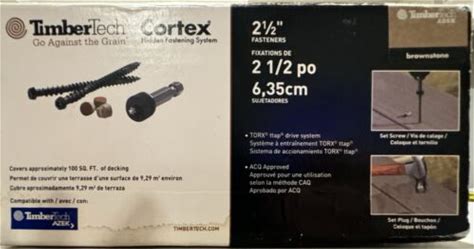 TimberTech
Go Against the Grain
Cortex
Hidden Fastening System
2½"
FASTENERS
FIXATIONS DE
2 1/2 po
6,35cm
SUJETADORES
brownstone
Covers approximately 100 SQ. FT. of decking
Permet de couvrir une terrasse d'une surface de 9,29 m² environ
Cubre aproximadamente 9,29 m² de terraza
Compatible with / avec / con:
TimberTech
AZEK
• TORX® ttap® drive system
Système à entraînement TORX® ttap®
Sistema de accionamiento TORX® ttap®
• ACQ Approved
Approuvé pour une utilisation
selon la méthode CAQ
Aprobado por ACQ
TIMBERTECH.COM
Set Screw / Vis de calage /
Coloque el tornillo
Set Plug / Bouchon /
Coloque el tapón